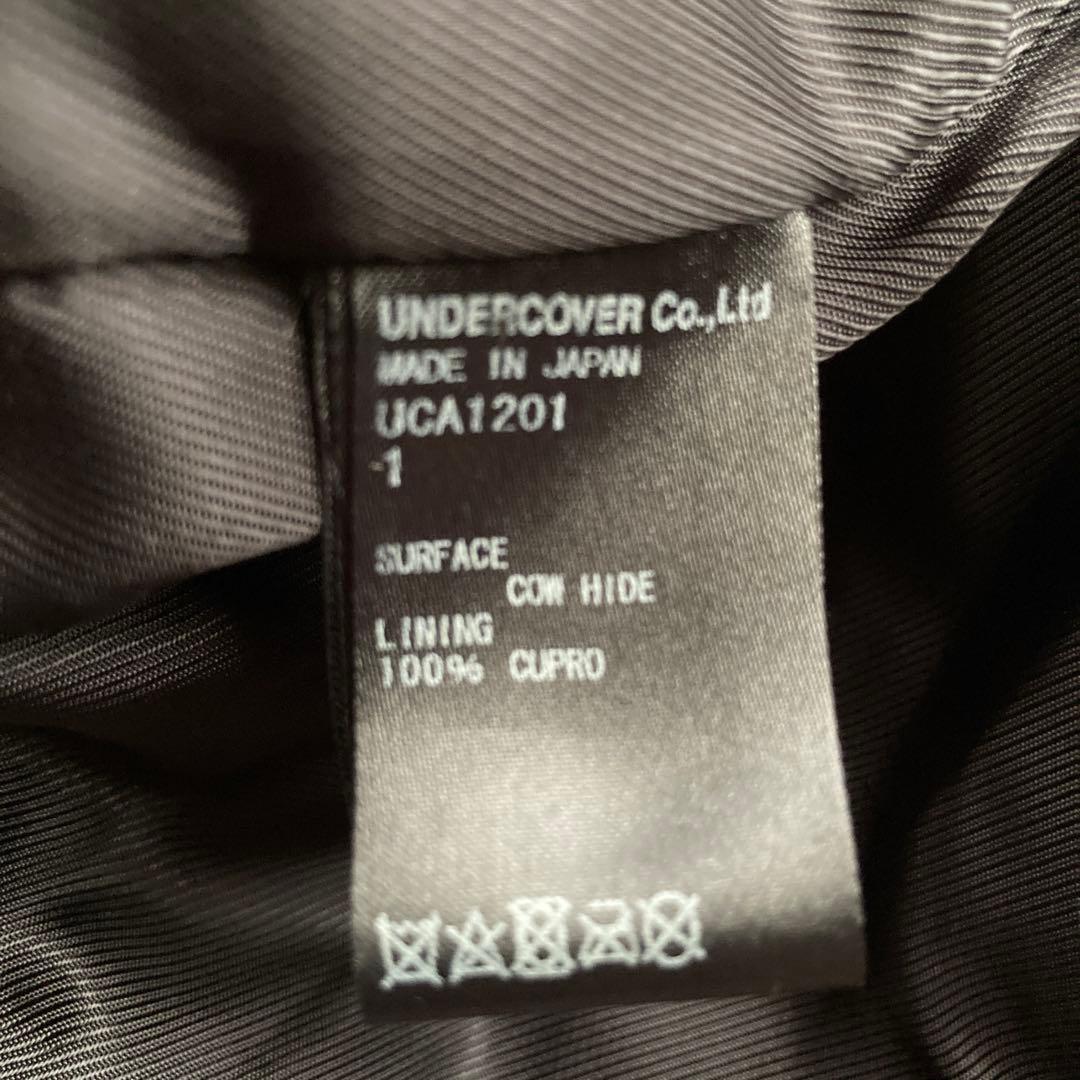 UNDERCOVER Co.,Ltd
MADE IN JAPAN
UCA1201
-1
SURFACE
COW HIDE
LINING
100% CUPRO